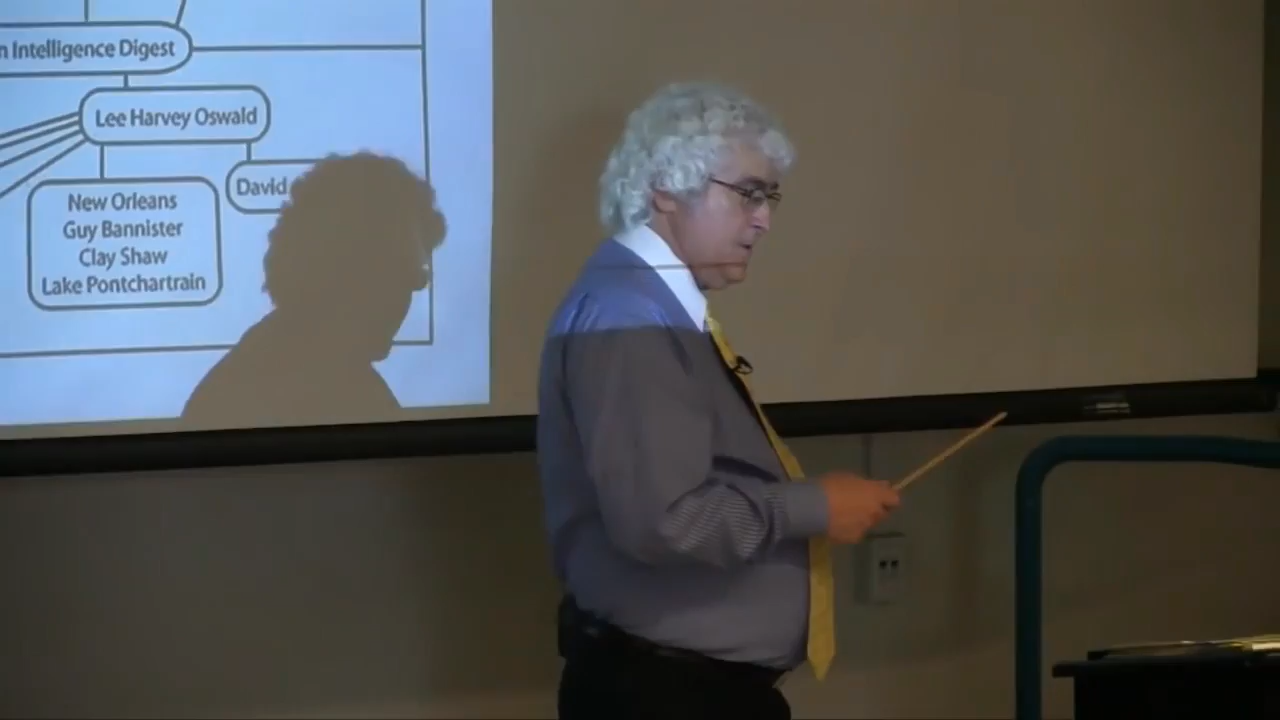 n Intelligence Digest
Lee Harvey Oswald
David
New Orleans
Guy Bannister
Clay Shaw
Lake Pontchartrain